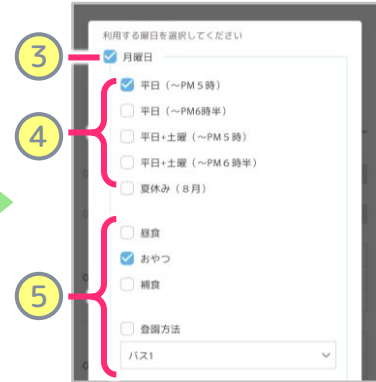 利用する曜日を選択してください
3
月曜日
平日（～PM５時）
平日（～PM6時半）
4
平日+土曜（～PM５時）
平日+土曜（～PM６時半）
夏休み（８月）
昼食
おやつ
5
補食
登園方法
バス1